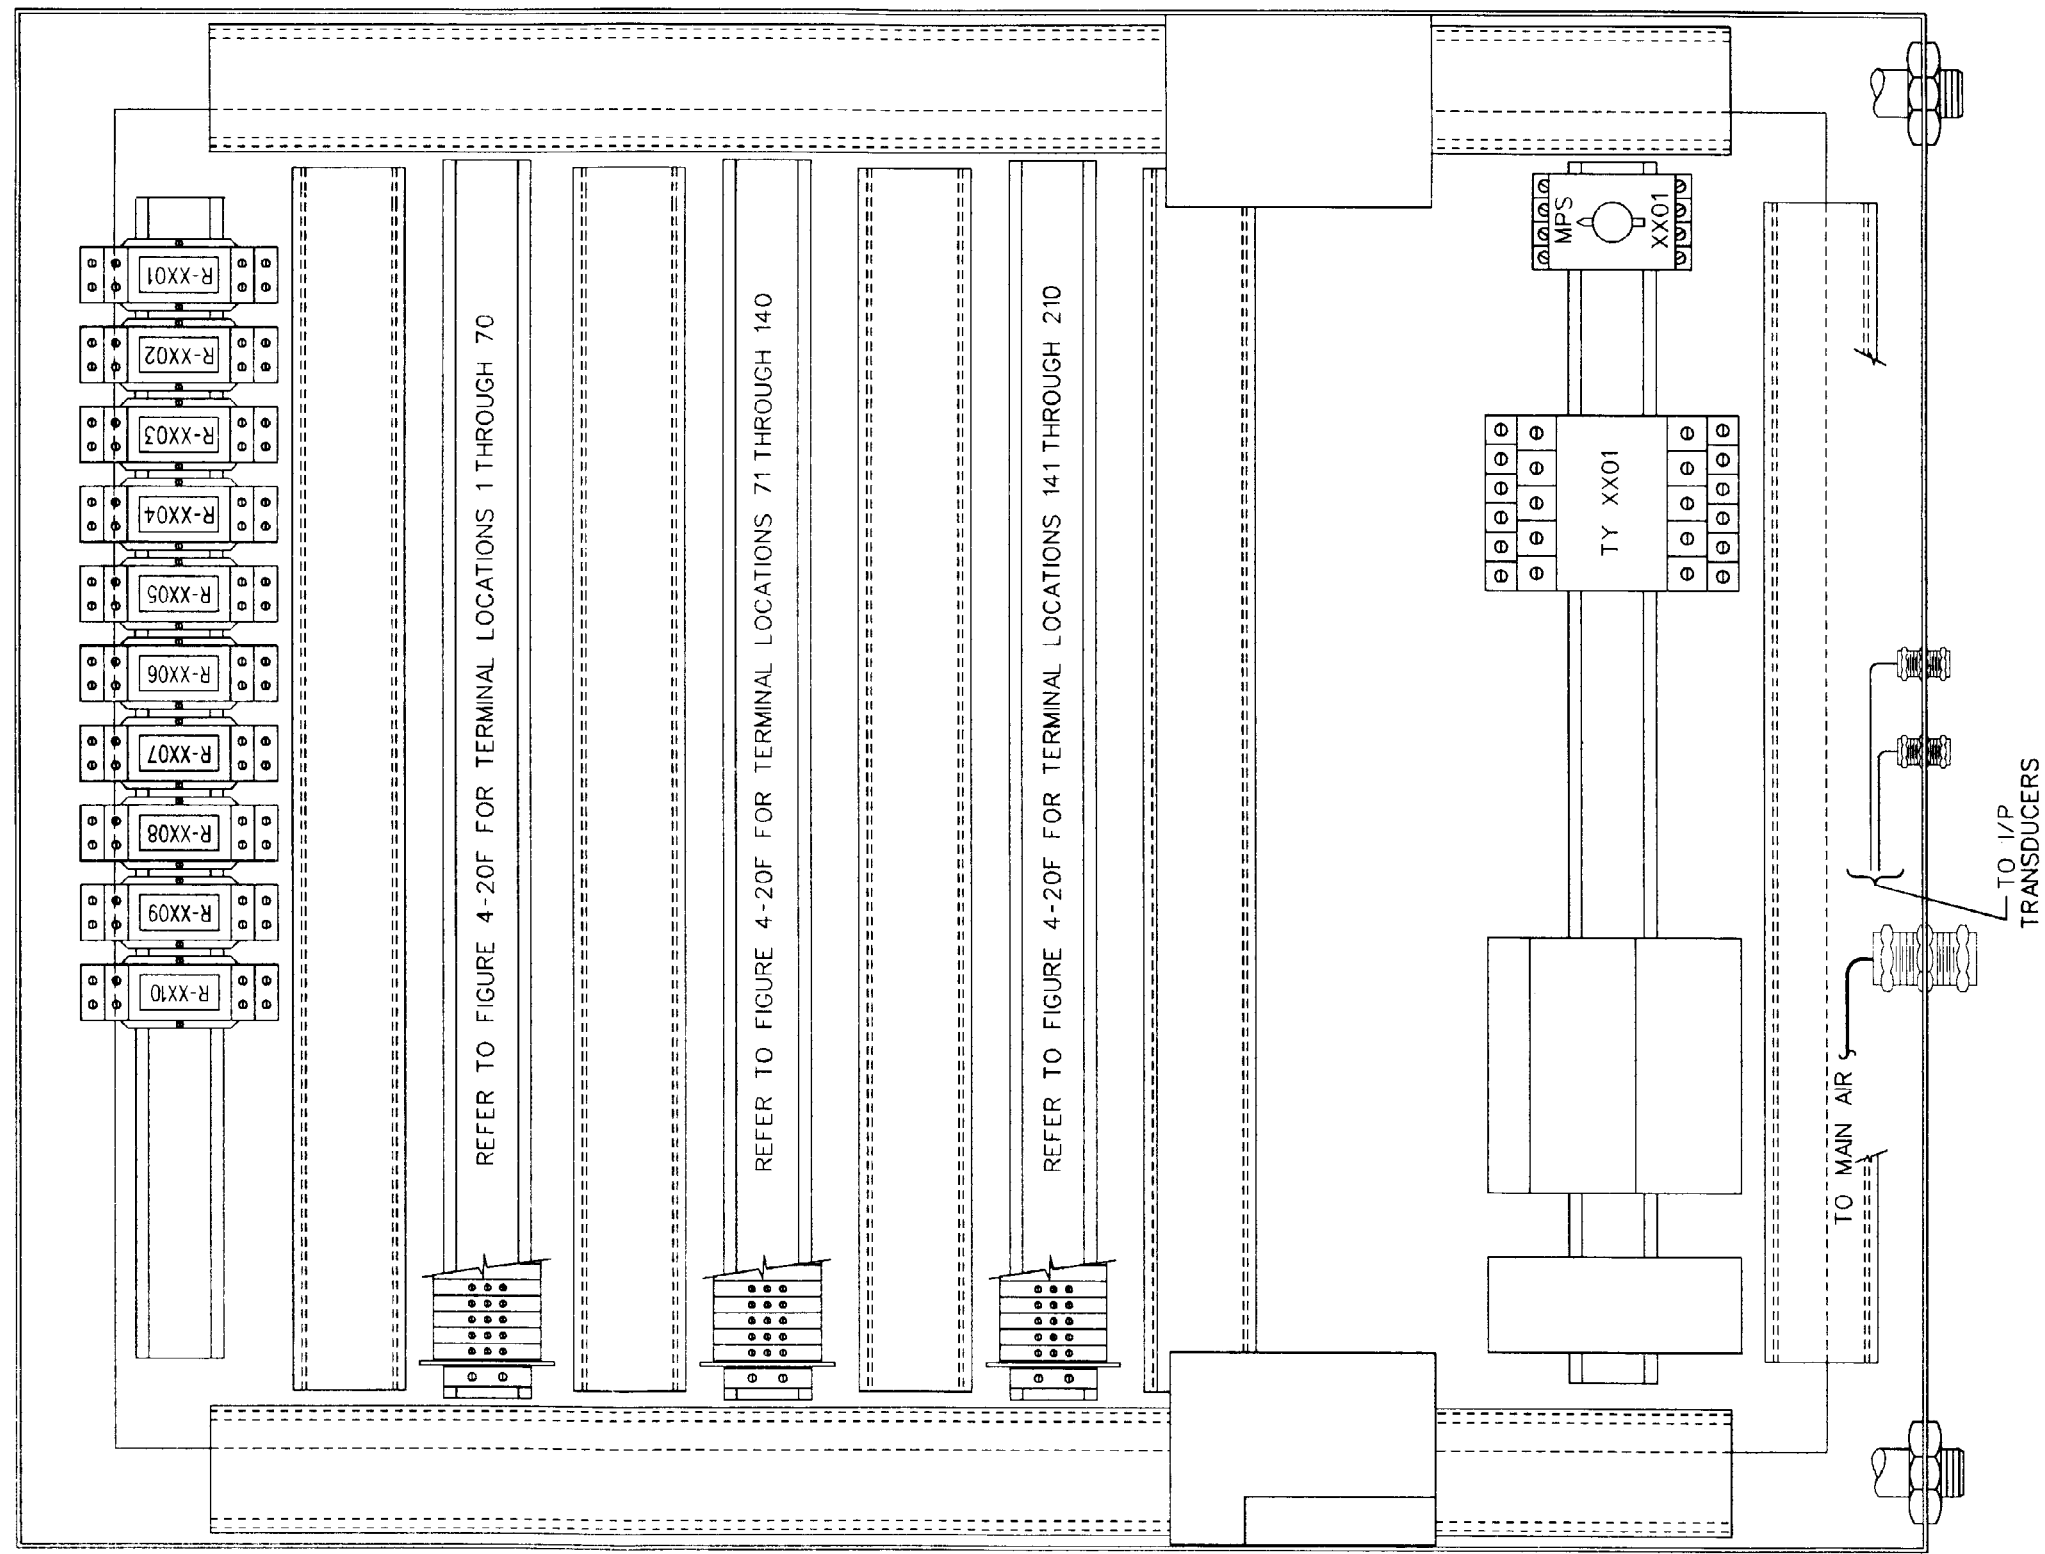 R-XX01
R-XX02
R-XX03
R-XX04
R-XX05
R-XX06
R-XX07
R-XX08
R-XX09
R-XX10
REFER TO FIGURE 4-20F FOR TERMINAL LOCATIONS 1 THROUGH 70
REFER TO FIGURE 4-20F FOR TERMINAL LOCATIONS 71 THROUGH 140
REFER TO FIGURE 4-20F FOR TERMINAL LOCATIONS 141 THROUGH 210
MPS
XX01
TY XX01
TO MAIN AIR
TO I/P
TRANSDUCERS